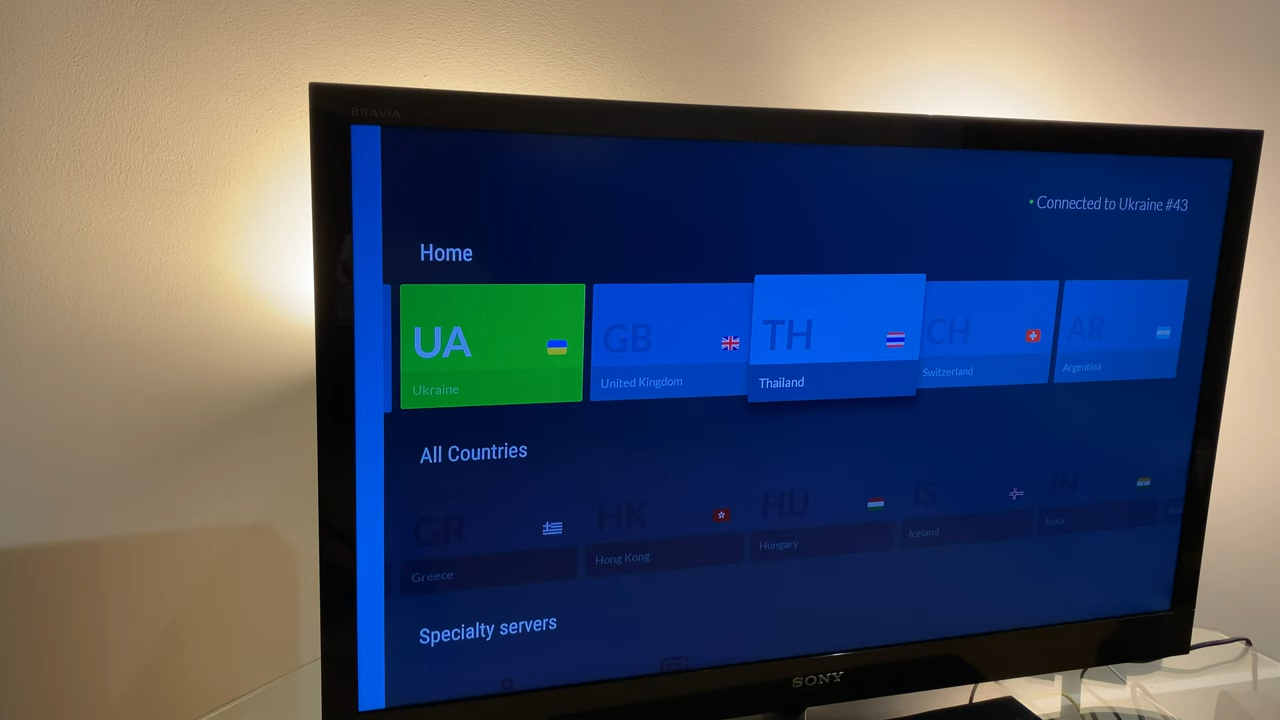 BRAVIA
Connected to Ukraine #43
Home
UA
Ukraine
GB
United Kingdom
TH
Thailand
CH
Switzerland
AR
Argentina
All Countries
GR
Greece
HK
Hong Kong
HU
Hungary
IS
Iceland
IN
India
Specialty servers
SONY